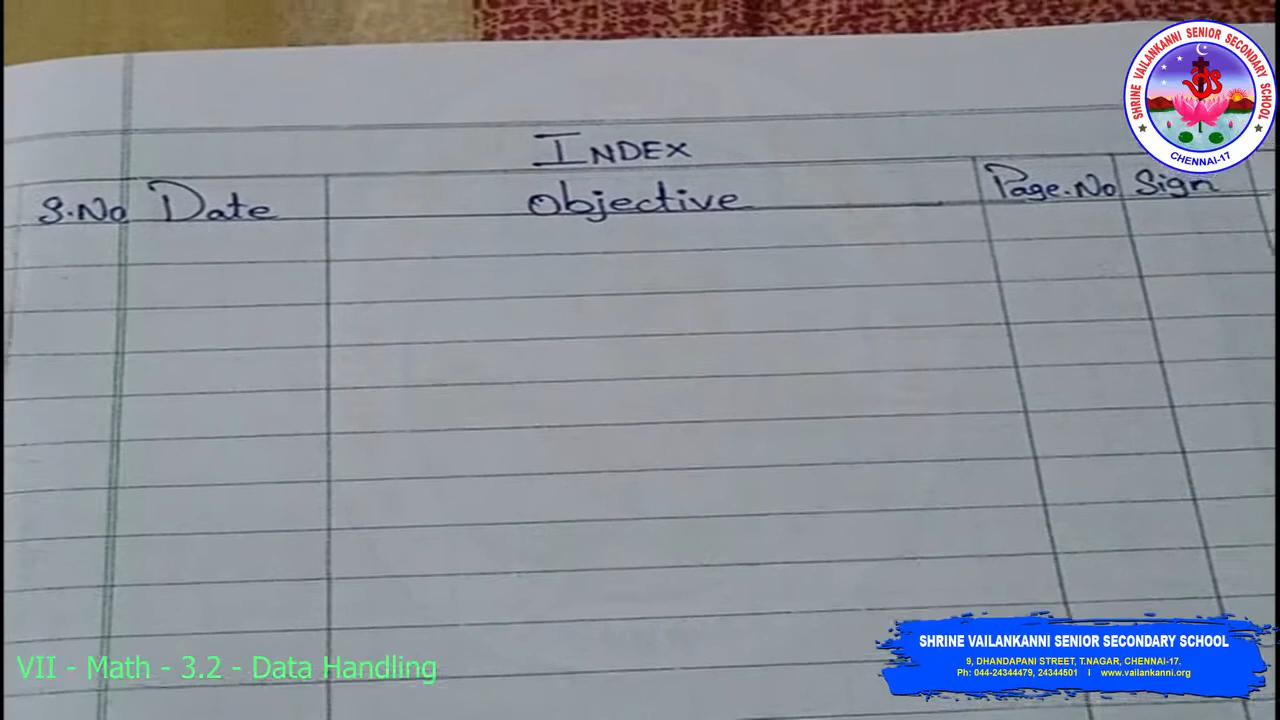 SHRINE VAILANKANNI SENIOR SECONDARY SCHOOL
CHENNAI-17
INDEX
S.No Date Objective Page.No Sign
VII - Math - 3.2 - Data Handling
SHRINE VAILANKANNI SENIOR SECONDARY SCHOOL
9, DHANDAPANI STREET, T.NAGAR, CHENNAI-17.
Ph: 044-24344479, 24344501 I www.vailankanni.org